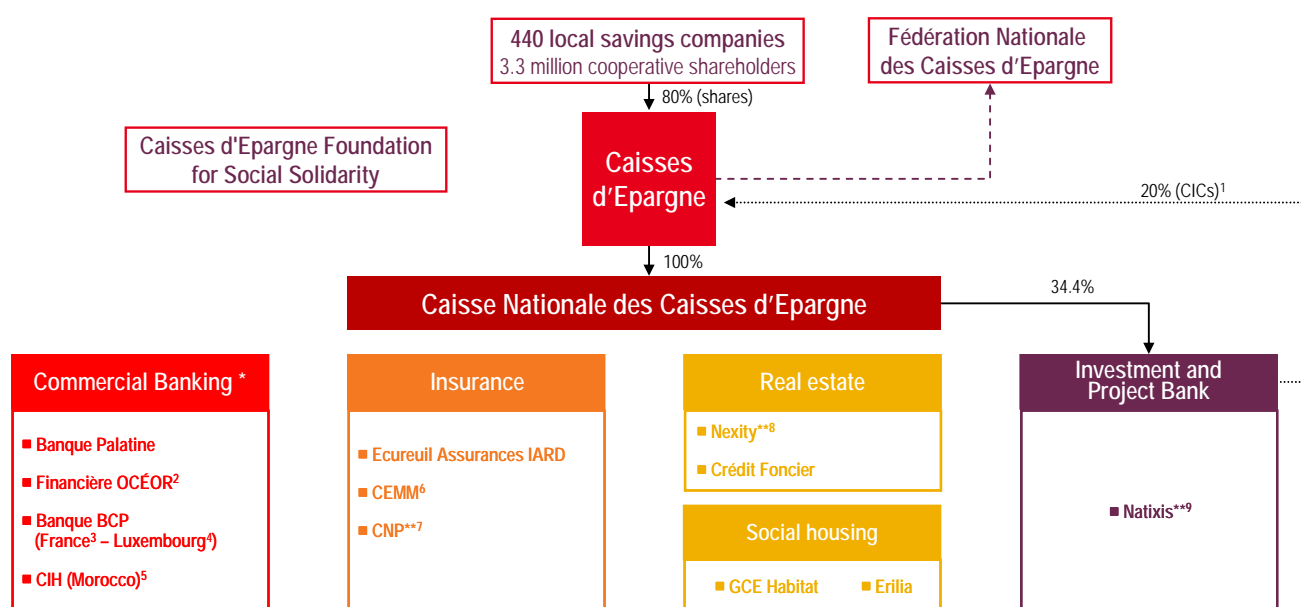 440 local savings companies
3.3 million cooperative shareholders
Fédération Nationale
des Caisses d'Epargne
80% (shares)
Caisses d'Epargne Foundation
for Social Solidarity
Caisses
d'Epargne
20% (CICs)¹
100%
Caisse Nationale des Caisses d'Epargne
34.4%
Commercial Banking *
■ Banque Palatine
■ Financière OCÉOR²
■ Banque BCP
(France³ – Luxembourg⁴)
■ CIH (Morocco)⁵
Insurance
■ Ecureuil Assurances IARD
■ CEMM⁶
■ CNP**⁷
Real estate
■ Nexity**⁸
■ Crédit Foncier
Social housing
■ GCE Habitat ■ Erilia
Investment and
Project Bank
■ Natixis**⁹